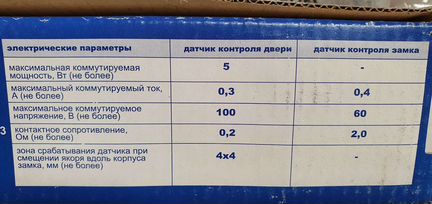 электрические параметры датчик контроля двери датчик контроля замка
максимальная коммутируемая
мощность, Вт (не более) 5 -
максимальный коммутируемый ток,
А (не более) 0,3 0,4
максимальное коммутируемое
напряжение, В (не более) 100 60
3 контактное сопротивление,
Ом (не более) 0,2 2,0
зона срабатывания датчика при
смещении якоря вдоль корпуса
замка, мм (не более) 4х4 -